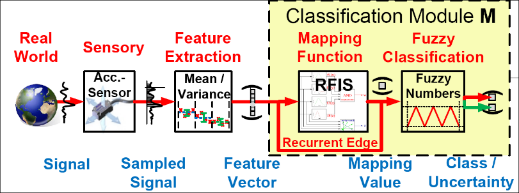 Classification Module M
Real
World
Sensory
Feature
Extraction
Mapping
Function
Fuzzy
Classification
Acc.-
Sensor
Mean /
Variance
RFIS
Fuzzy
Numbers
Recurrent Edge
Signal
Sampled
Signal
Feature
Vector
Mapping
Value
Class /
Uncertainty